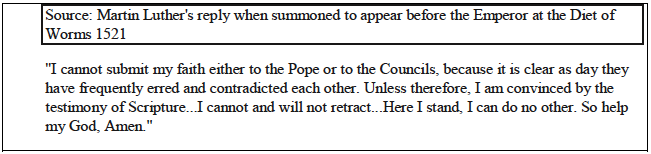 Source: Martin Luther's reply when summoned to appear before the Emperor at the Diet of
Worms 1521
"I cannot submit my faith either to the Pope or to the Councils, because it is clear as day they
have frequently erred and contradicted each other. Unless therefore, I am convinced by the
testimony of Scripture...I cannot and will not retract...Here I stand, I can do no other. So help
my God, Amen."